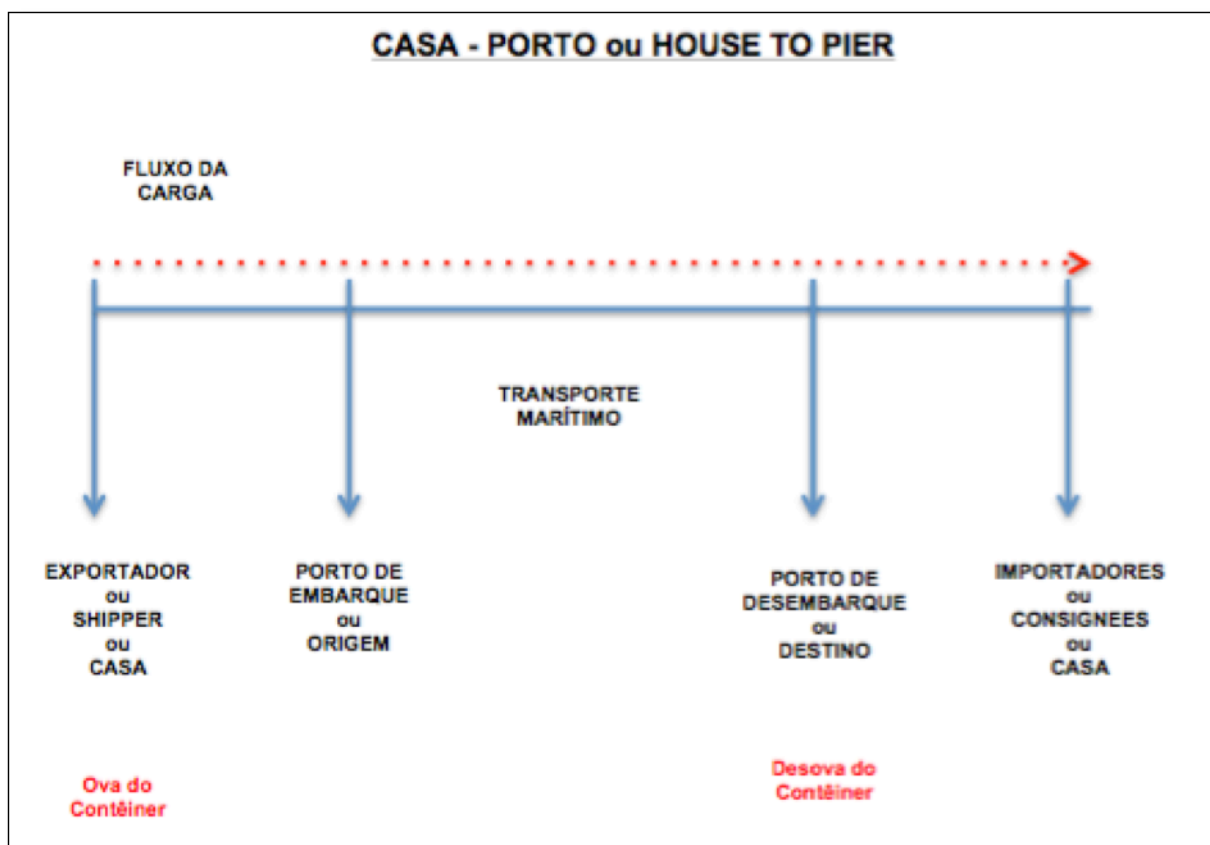 CASA - PORTO ou HOUSE TO PIER
FLUXO DA
CARGA
TRANSPORTE
MARÍTIMO
EXPORTADOR
ou
SHIPPER
ou
CASA
PORTO DE
EMBARQUE
ou
ORIGEM
PORTO DE
DESEMBARQUE
ou
DESTINO
IMPORTADORES
ou
CONSIGNEES
ou
CASA
Ova do
Contêiner
Desova do
Contêiner